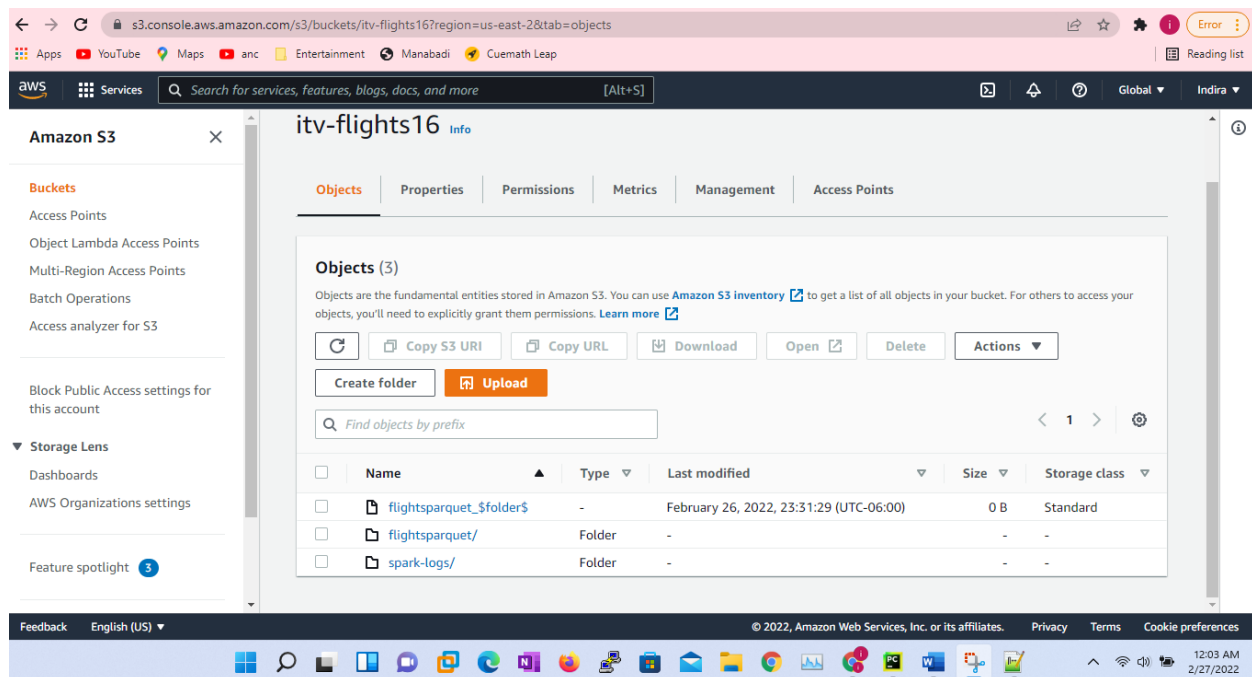 s3.console.aws.amazon.com/s3/buckets/itv-flights16?region=us-east-2&tab=objects
i
Error
Apps YouTube Maps anc Entertainment Manabadi Cuemath Leap Reading list
aws Services Search for services, features, blogs, docs, and more [Alt+S] Global ▼ Indira ▼
Amazon S3
Buckets
Access Points
Object Lambda Access Points
Multi-Region Access Points
Batch Operations
Access analyzer for S3
Block Public Access settings for
this account
▼ Storage Lens
Dashboards
AWS Organizations settings
Feature spotlight 3
itv-flights16 Info
Objects Properties Permissions Metrics Management Access Points
Objects (3)
Objects are the fundamental entities stored in Amazon S3. You can use Amazon S3 inventory to get a list of all objects in your bucket. For others to access your
objects, you'll need to explicitly grant them permissions. Learn more
Copy S3 URI Copy URL Download Open Delete Actions ▼
Create folder Upload
Find objects by prefix
< 1 >
Name ▲ Type ▽ Last modified ▽ Size ▽ Storage class ▽
flightsparquet_$folder$ - February 26, 2022, 23:31:29 (UTC-06:00) 0 B Standard
flightsparquet/ Folder - - -
spark-logs/ Folder - - -
Feedback English (US) ▼ © 2022, Amazon Web Services, Inc. or its affiliates. Privacy Terms Cookie preferences
12:03 AM
2/27/2022